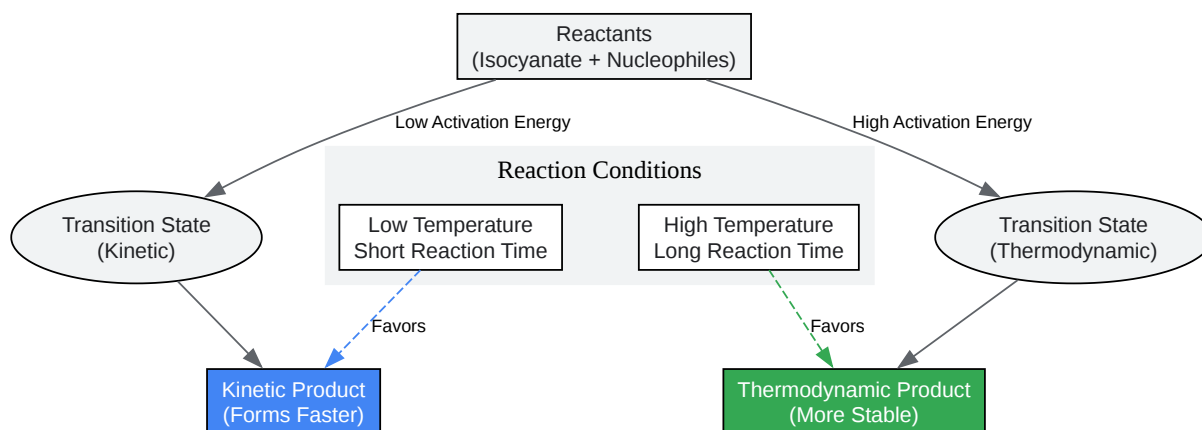 Reactants
(Isocyanate + Nucleophiles)
Low Activation Energy
High Activation Energy
Reaction Conditions
Transition State
(Kinetic)
Low Temperature
Short Reaction Time
High Temperature
Long Reaction Time
Transition State
(Thermodynamic)
Favors
Favors
Kinetic Product
(Forms Faster)
Thermodynamic Product
(More Stable)